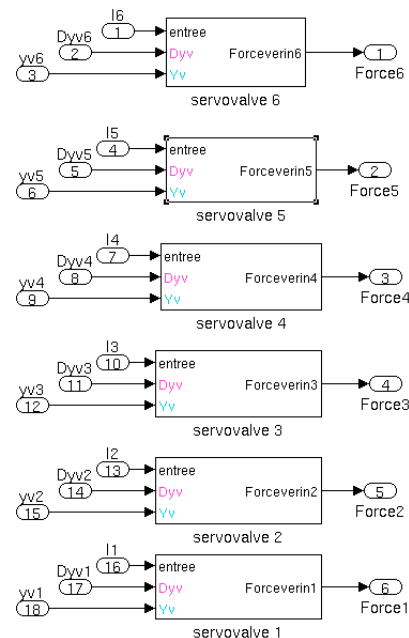 I6
1 entree
Dyv6
2 Dyv Forceverin6 1
yv6
3 Yv Force6
servovalve 6
I5
4 entree
Dyv5
5 Dyv Forceverin5 2
yv5
6 Yv Force5
servovalve 5
I4
7 entree
Dyv4
8 Dyv Forceverin4 3
yv4
9 Yv Force4
servovalve 4
I3
10 entree
Dyv3
11 Dyv Forceverin3 4
yv3
12 Yv Force3
servovalve 3
I2
13 entree
Dyv2
14 Dyv Forceverin2 5
yv2
15 Yv Force2
servovalve 2
I1
16 entree
Dyv1
17 Dyv Forceverin1 6
yv1
18 Yv Force1
servovalve 1